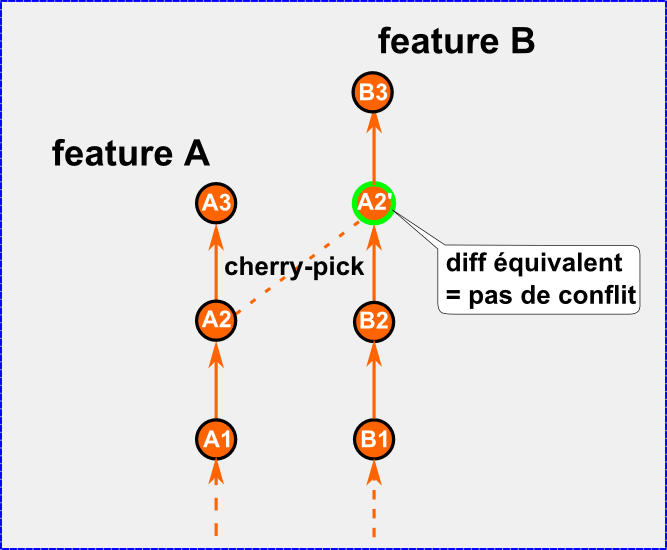 feature B
B3
feature A
A3
A2'
cherry-pick
diff équivalent
= pas de conflit
A2
B2
A1
B1